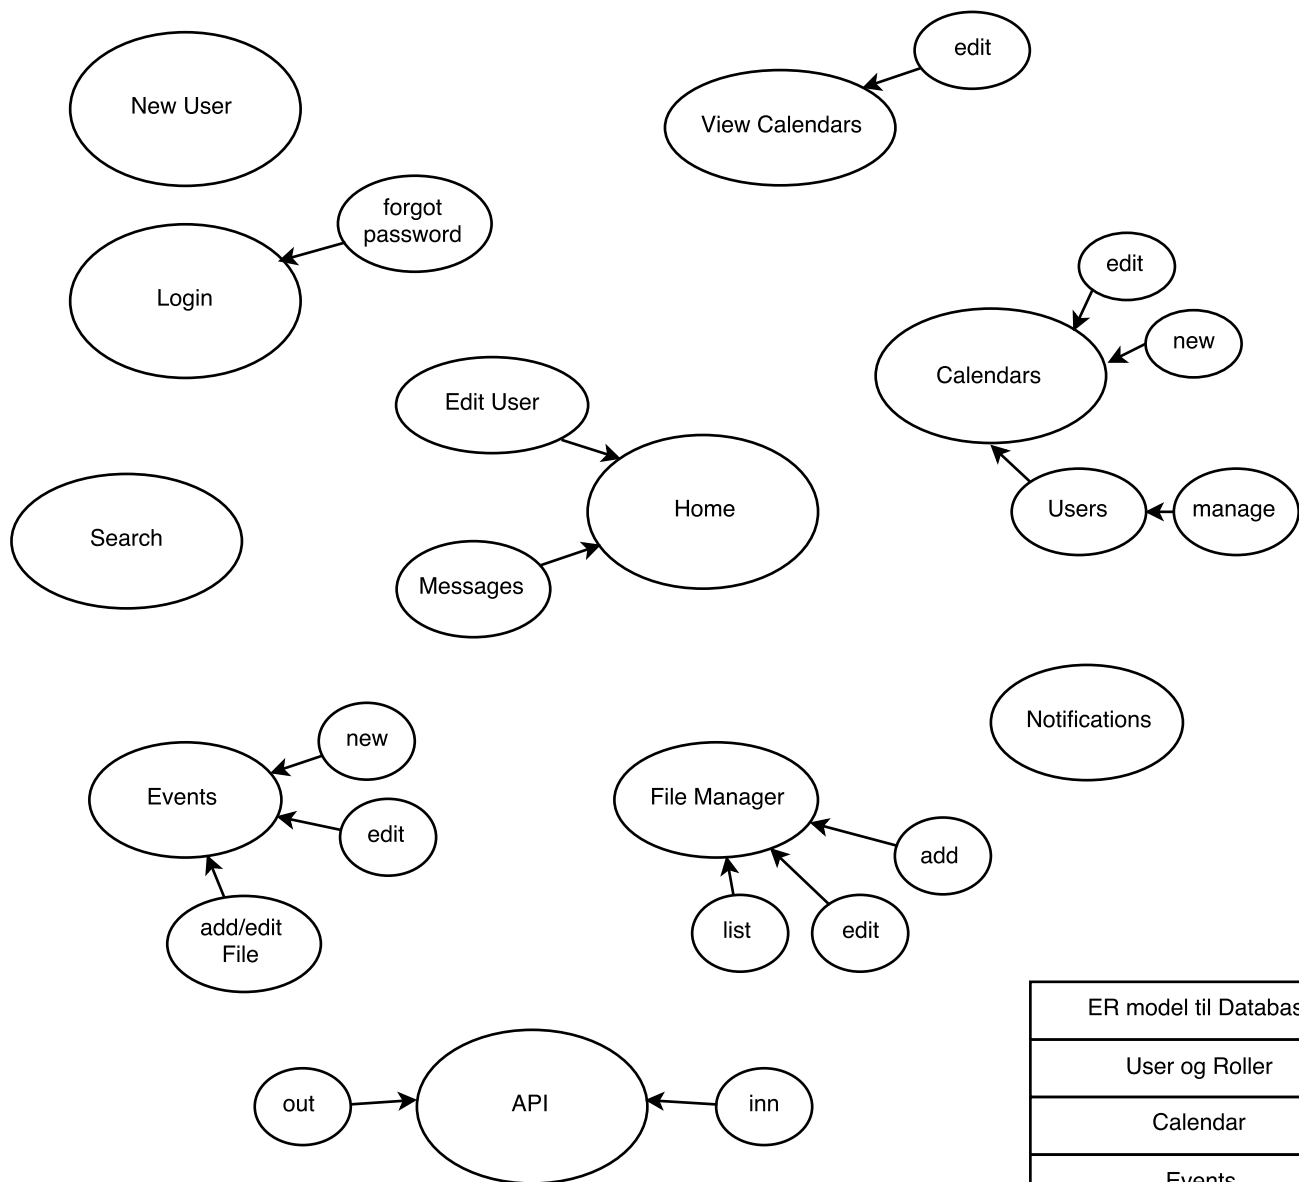 edit
New User
View Calendars
forgot
password
Login
edit
new
Calendars
Edit User
Home
Users
manage
Search
Messages
Notifications
new
Events
File Manager
edit
add
add/edit
File
list
edit
ER model til Databas
User og Roller
out
API
inn
Calendar
Events